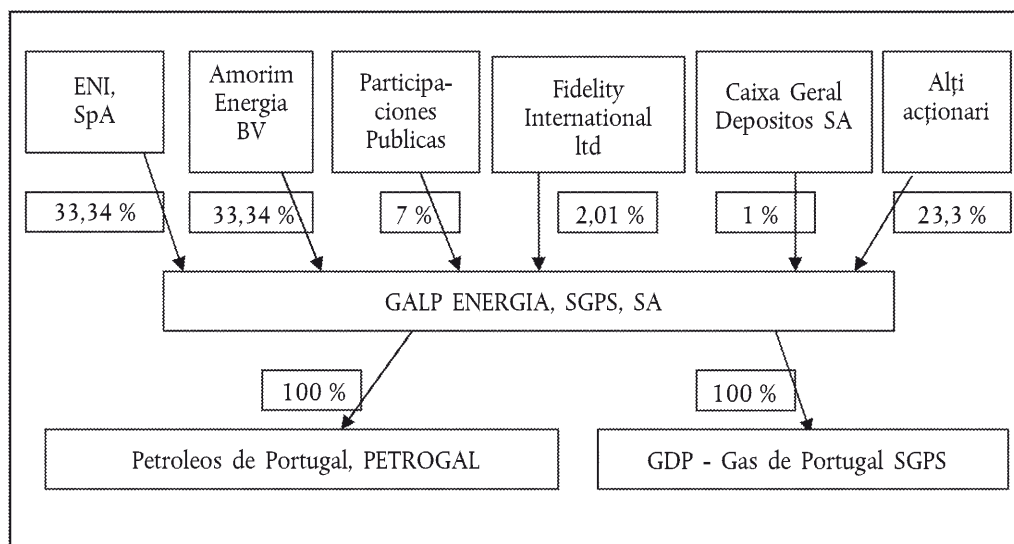 ENI,
SpA
Amorim
Energia
BV
Participa-
ciones
Publicas
Fidelity
International
ltd
Caixa Geral
Depositos SA
Alți
acționari
33,34 %
33,34 %
7 %
2,01 %
1 %
23,3 %
GALP ENERGIA, SGPS, SA
100 %
100 %
Petroleos de Portugal, PETROGAL
GDP - Gas de Portugal SGPS